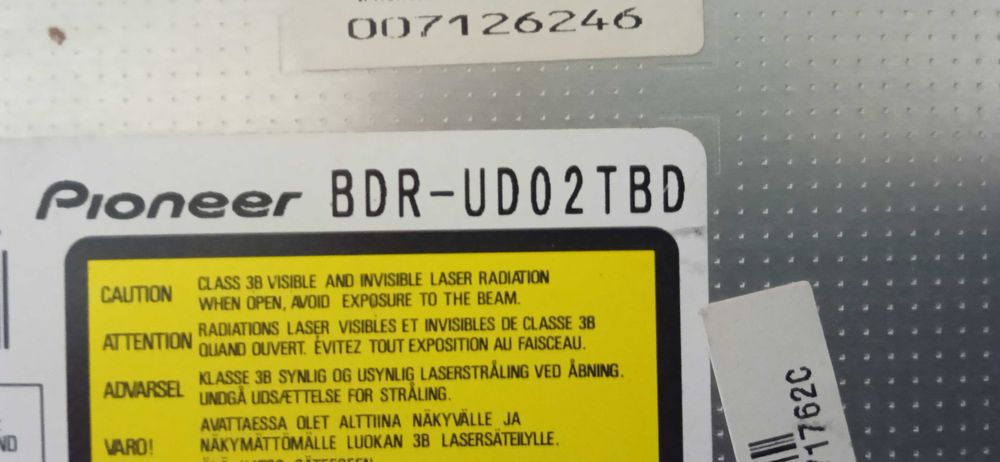 007126246
Pioneer BDR-UD02TBD
CAUTION CLASS 3B VISIBLE AND INVISIBLE LASER RADIATION
WHEN OPEN, AVOID EXPOSURE TO THE BEAM.
ATTENTION RADIATIONS LASER VISIBLES ET INVISIBLES DE CLASSE 3B
QUAND OUVERT. ÉVITEZ TOUT EXPOSITION AU FAISCEAU.
ADVARSEL KLASSE 3B SYNLIG OG USYNLIG LASERSTRÅLING VED ÅBNING.
UNDGÅ UDSÆTTELSE FOR STRÅLING.
VARO! AVATTAESSA OLET ALTTIINA NÄKYVÄLLE JA
NÄKYMÄTTÖMÄLLE LUOKAN 3B LASERSÄTEILYLLE.
ND
1762C